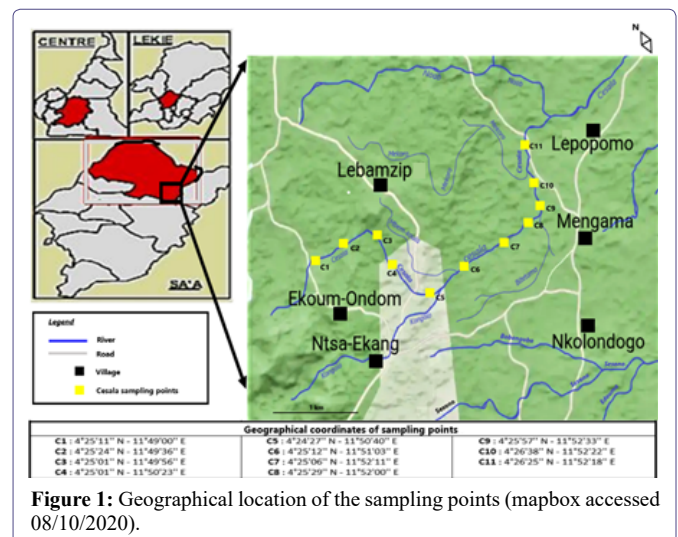 N
CENTRE
LEKIE
SA'A
Lebamzip
Lepopomo
Mengama
Ekoum-Ondom
Ntsa-Ekang
Nkolondogo
C1
C2
C3
C4
C5
C6
C7
C8
C9
C10
C11
Cesala
1 km
Legend
River
Road
Village
Cesala sampling points
Geographical coordinates of sampling points
C1 : 4°25'11" N - 11°49'00" E
C2 : 4°25'24" N - 11°49'36" E
C3 : 4°25'01" N - 11°49'56" E
C4 : 4°25'01" N - 11°50'23" E
C5 : 4°24'27" N - 11°50'40" E
C6 : 4°25'12" N - 11°51'03" E
C7 : 4°25'06" N - 11°52'11" E
C8 : 4°25'29" N - 11°52'00" E
C9 : 4°25'57" N - 11°52'33" E
C10 : 4°26'38" N - 11°52'22" E
C11 : 4°26'25" N - 11°52'18" E
Figure 1: Geographical location of the sampling points (mapbox accessed
08/10/2020).